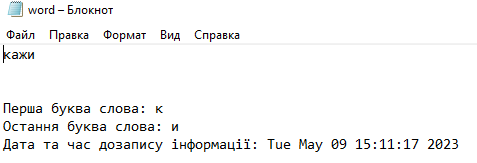 word – Блокнот
Файл Правка Формат Вид Справка
кажи
Перша буква слова: к
Остання буква слова: и
Дата та час дозапису інформації: Tue May 09 15:11:17 2023